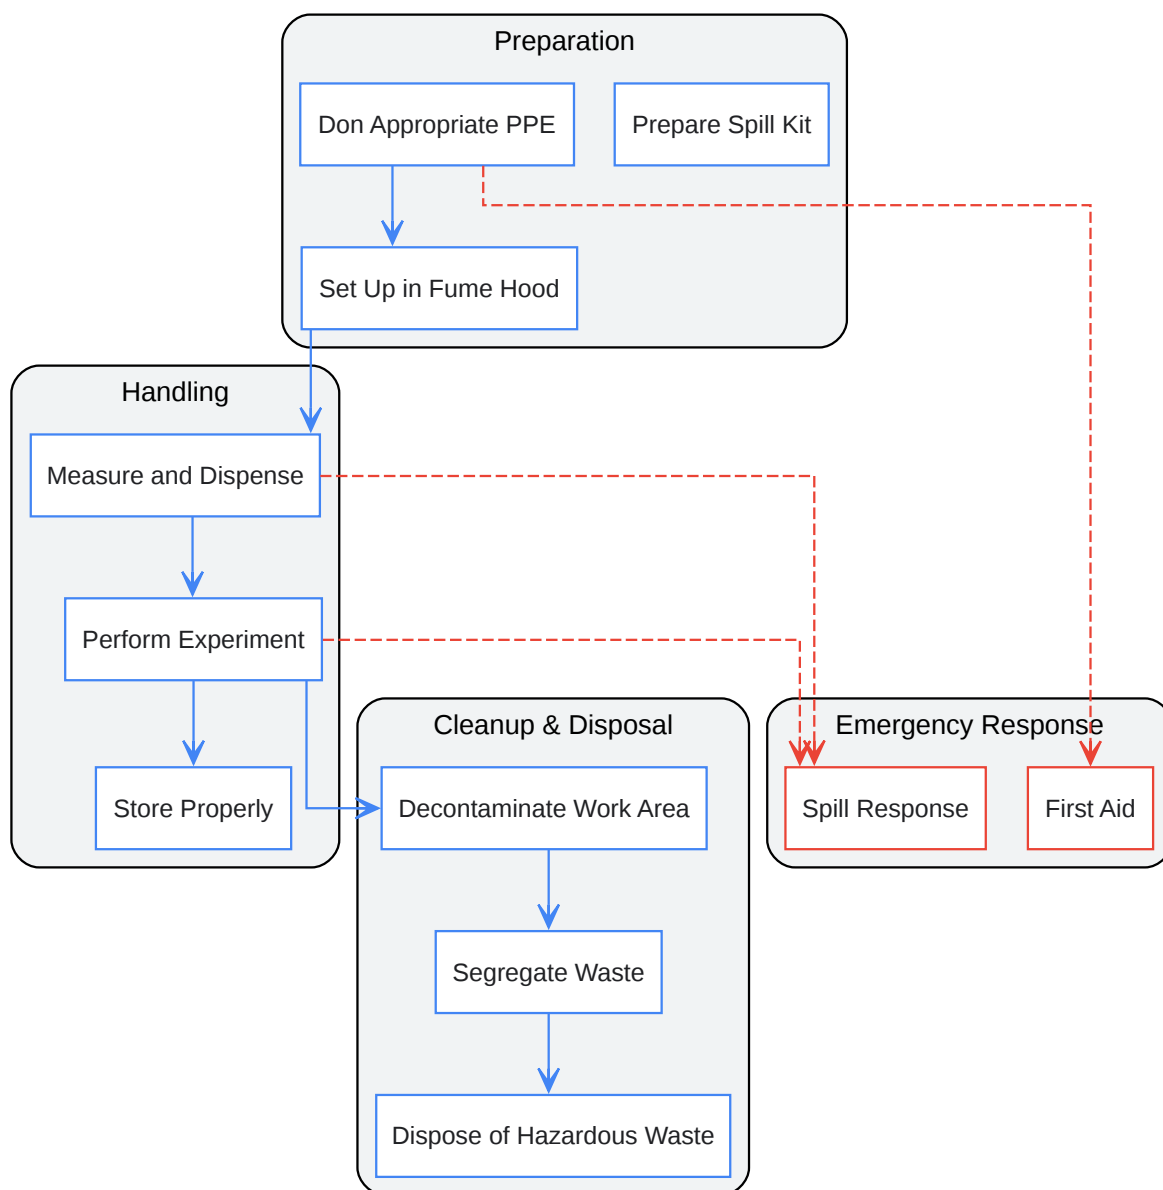 Preparation
Don Appropriate PPE
Prepare Spill Kit
Set Up in Fume Hood
Handling
Measure and Dispense
Perform Experiment
Store Properly
Cleanup & Disposal
Decontaminate Work Area
Segregate Waste
Dispose of Hazardous Waste
Emergency Response
Spill Response
First Aid